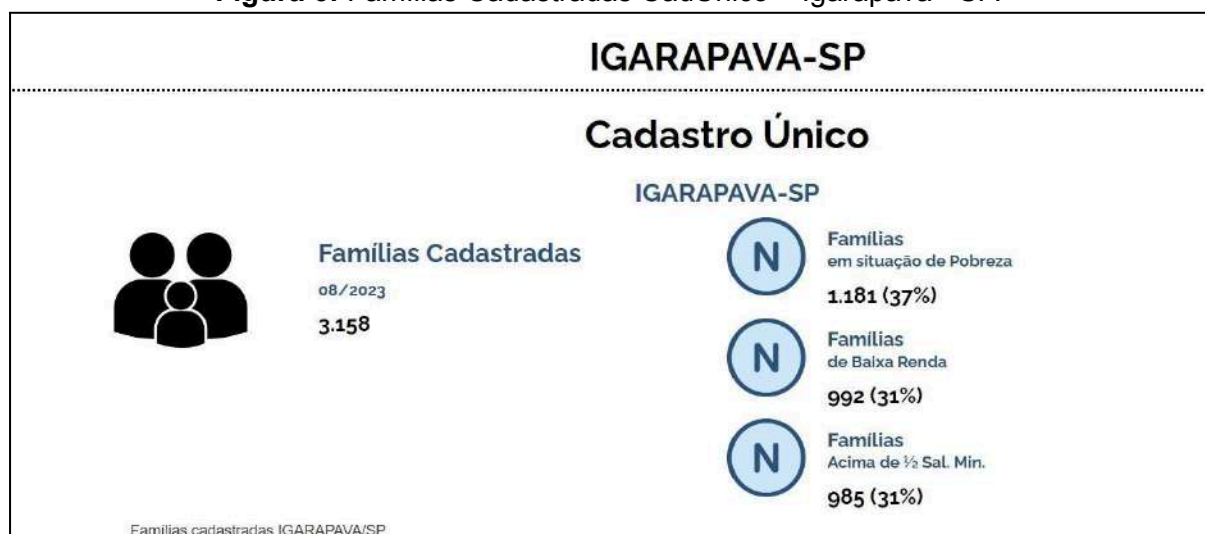 IGARAPAVA-SP
Cadastro Único
IGARAPAVA-SP
Famílias Cadastradas
08/2023
3.158
N
Famílias
em situação de Pobreza
1.181 (37%)
N
Famílias
de Baixa Renda
992 (31%)
N
Famílias
Acima de ½ Sal. Min.
985 (31%)
Famílias cadastradas IGARAPAVA/SP